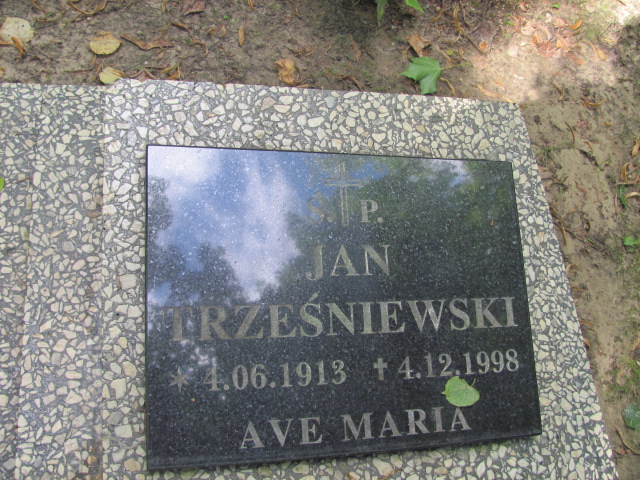 Ś. P.
JAN
TRZEŚNIEWSKI
* 4.06.1913 † 4.12.1998
AVE MARIA